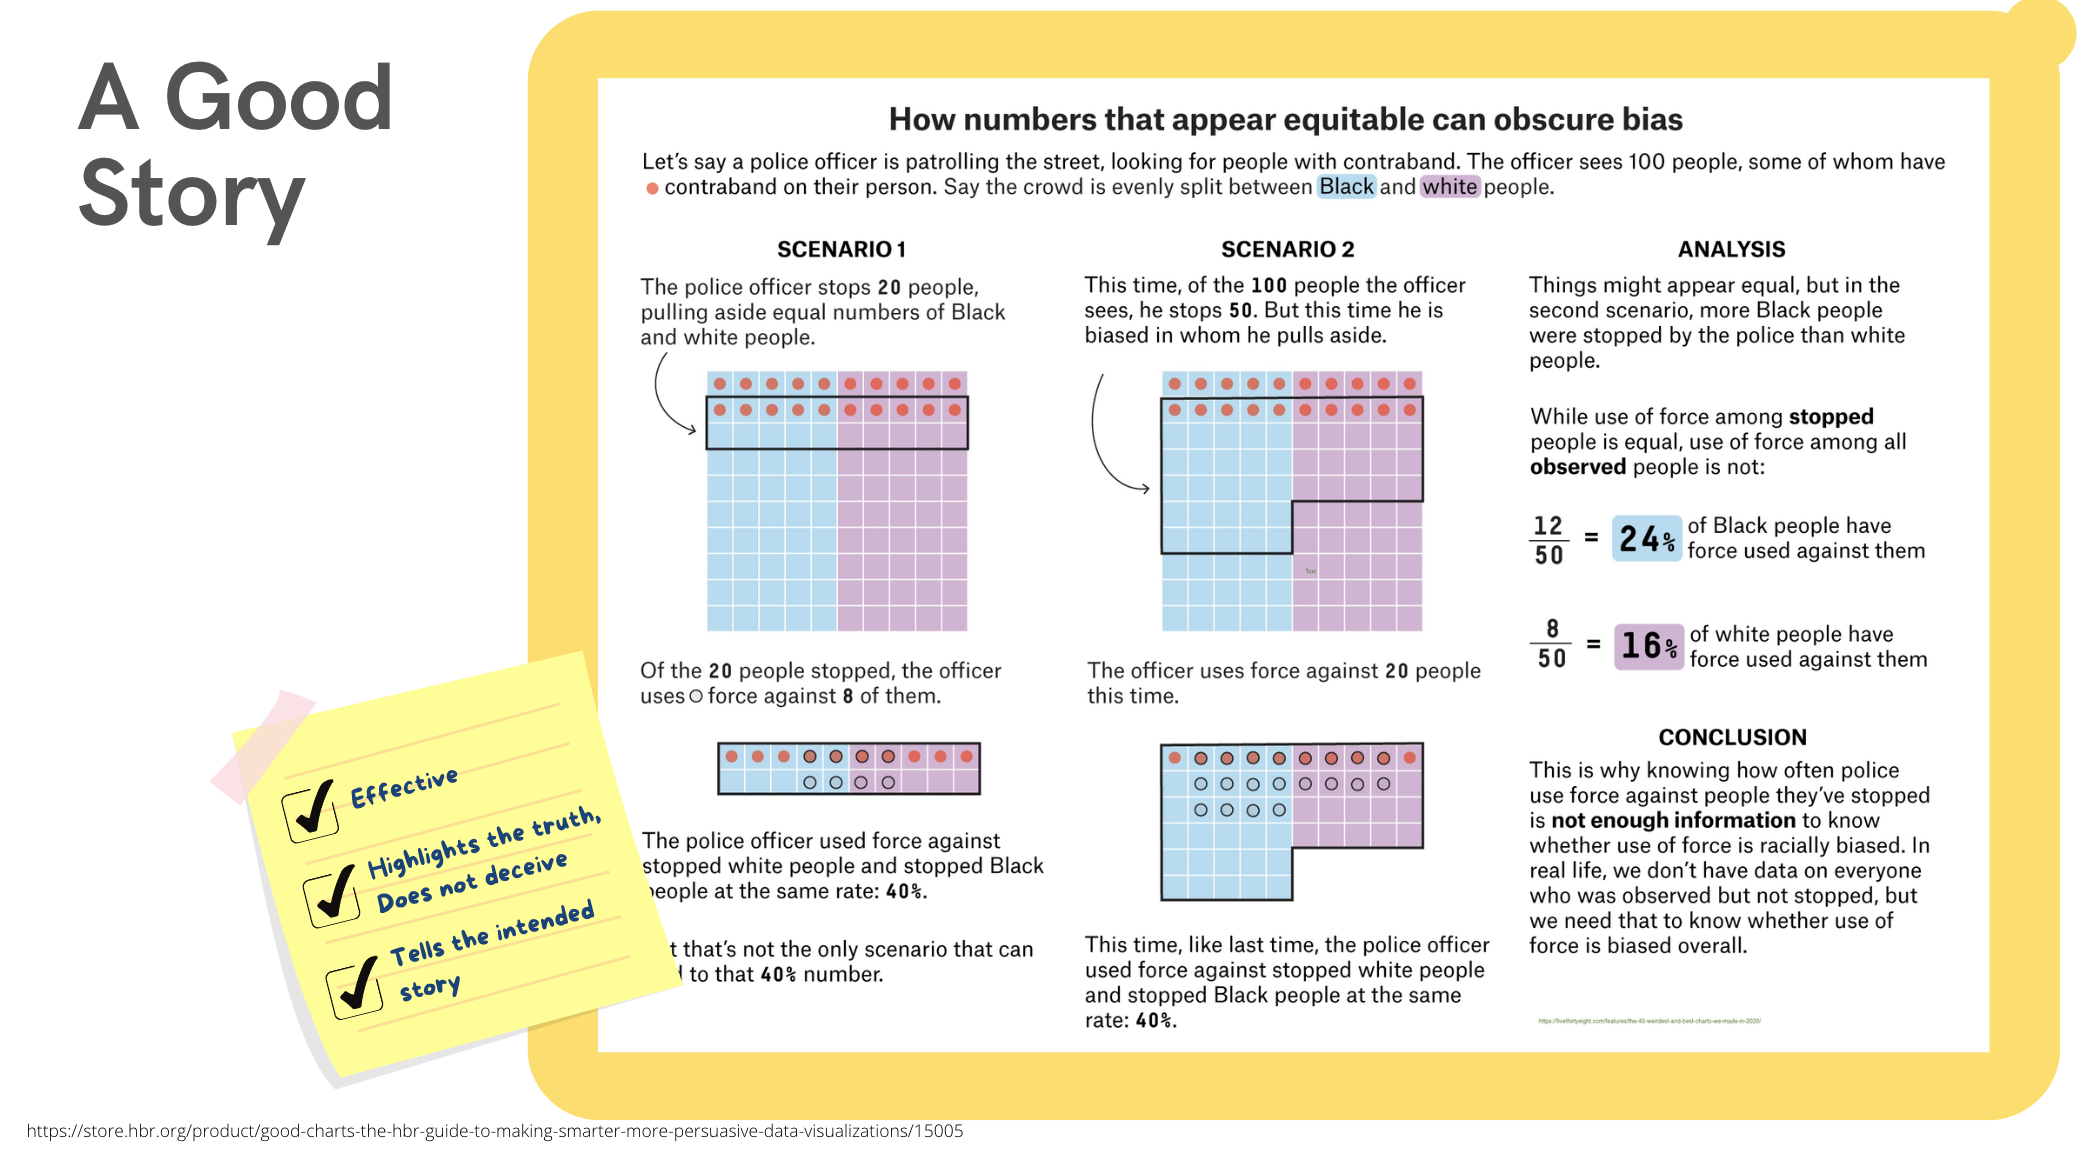 A Good
Story
How numbers that appear equitable can obscure bias
Let's say a police officer is patrolling the street, looking for people with contraband. The officer sees 100 people, some of whom have
contraband on their person. Say the crowd is evenly split between Black and white people.
SCENARIO 1
The police officer stops 20 people,
pulling aside equal numbers of Black
and white people.
Of the 20 people stopped, the officer
uses force against 8 of them.
The police officer used force against
stopped white people and stopped Black
people at the same rate: 40%.
that's not the only scenario that can
to that 40% number.
SCENARIO 2
This time, of the 100 people the officer
sees, he stops 50. But this time he is
biased in whom he pulls aside.
Text
The officer uses force against 20 people
this time.
This time, like last time, the police officer
used force against stopped white people
and stopped Black people at the same
rate: 40%.
ANALYSIS
Things might appear equal, but in the
second scenario, more Black people
were stopped by the police than white
people.
While use of force among stopped
people is equal, use of force among all
observed people is not:
12
50
= 24% of Black people have
force used against them
8
50
= 16% of white people have
force used against them
CONCLUSION
This is why knowing how often police
use force against people they've stopped
is not enough information to know
whether use of force is racially biased. In
real life, we don't have data on everyone
who was observed but not stopped, but
we need that to know whether use of
force is biased overall.
https://fivethirtyeight.com/features/the-40-weirdest-and-best-charts-we-made-in-2020/
Effective
Highlights the truth,
Does not deceive
Tells the intended
story
https://store.hbr.org/product/good-charts-the-hbr-guide-to-making-smarter-more-persuasive-data-visualizations/15005